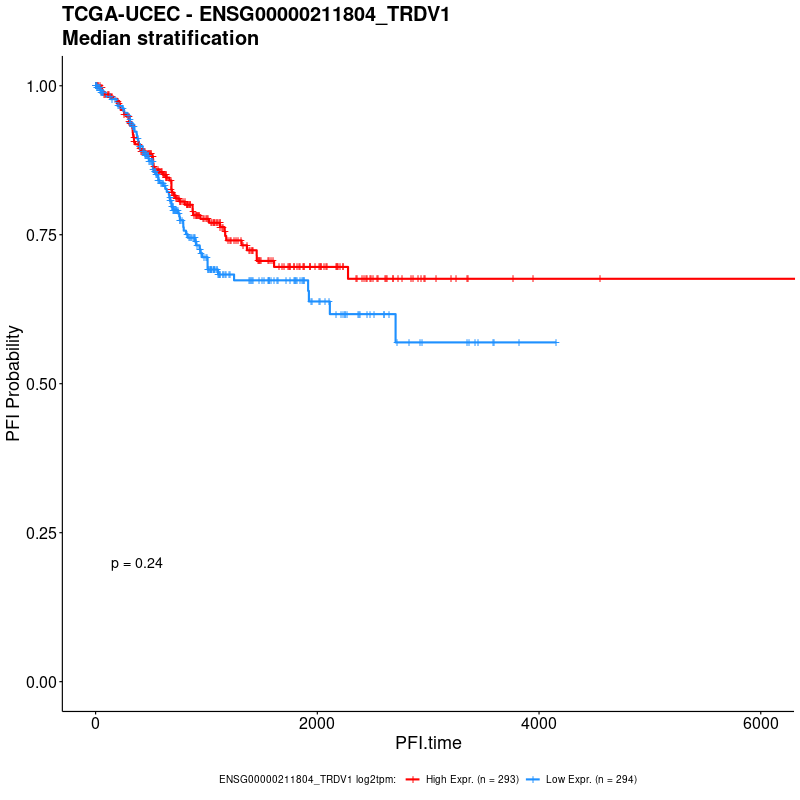 TCGA-UCEC - ENSG00000211804_TRDV1
Median stratification
1.00
0.75
0.50
0.25
0.00
PFI Probability
p = 0.24
0
2000
4000
6000
PFI.time
ENSG00000211804_TRDV1 log2tpm: High Expr. (n = 293) Low Expr. (n = 294)